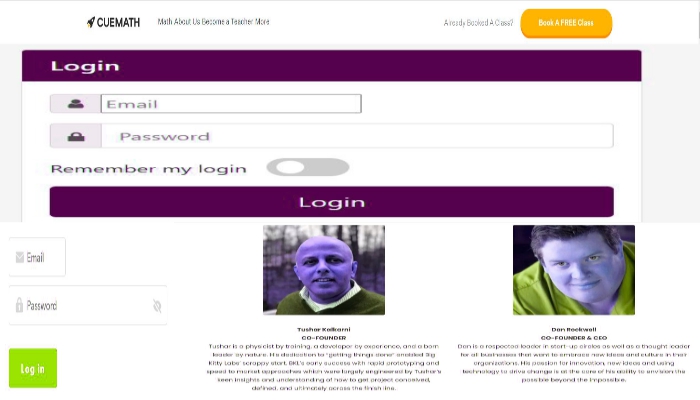 CUEMATH
Math About Us Become a Teacher More
Already Booked A Class?
Book A FREE Class
Login
Email
Password
Remember my login
Login
Email
Password
Log In
Tushar Kalkarni
CO-FOUNDER
Tushar is a physicist by training, a developer by experience, and a born
leader by nature. His dedication to "getting things done" enabled Big
Kitty Labs' scrappy start. BKL's early success with rapid prototyping and
speed to market approaches which were largely engineered by Tushar's
keen insights and understanding of how to get project conceived,
defined, and ultimately across the finish line.
Dan Rockwell
CO-FOUNDER & CEO
Dan is a respected leader in start-up circles as well as a thought leader
for all businesses that want to embrace new ideas and culture in their
organizations. His passion for innovation, new ideas and using
technology to drive change is at the core of his ability to envision the
possible beyond the impossible.